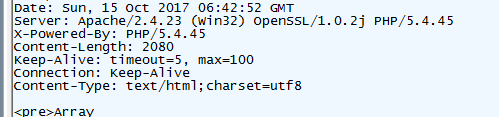 Date: Sun, 15 Oct 2017 06:42:52 GMT
Server: Apache/2.4.23 (Win32) OpenSSL/1.0.2j PHP/5.4.45
X-Powered-By: PHP/5.4.45
Content-Length: 2080
Keep-Alive: timeout=5, max=100
Connection: Keep-Alive
Content-Type: text/html;charset=utf8
<pre>Array